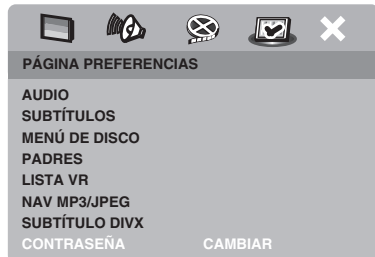 PÁGINA PREFERENCIAS
AUDIO
SUBTÍTULOS
MENÚ DE DISCO
PADRES
LISTA VR
NAV MP3/JPEG
SUBTÍTULO DIVX
CONTRASEÑA CAMBIAR